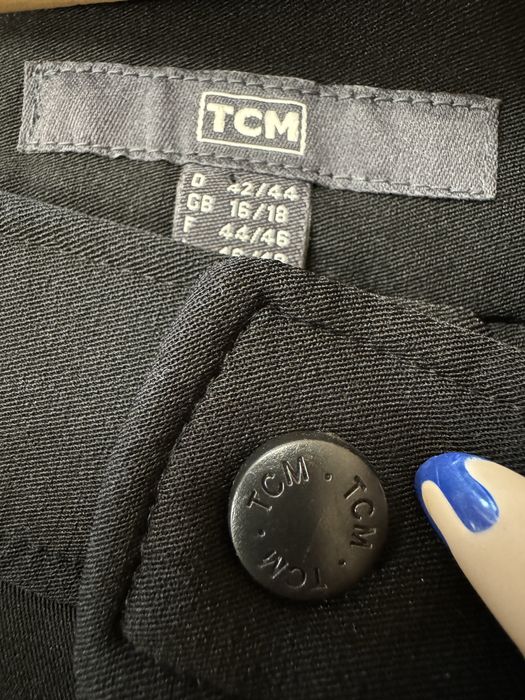 TCM
D 42/44
GB 16/18
F 44/46
TCM · TCM · TCM ·